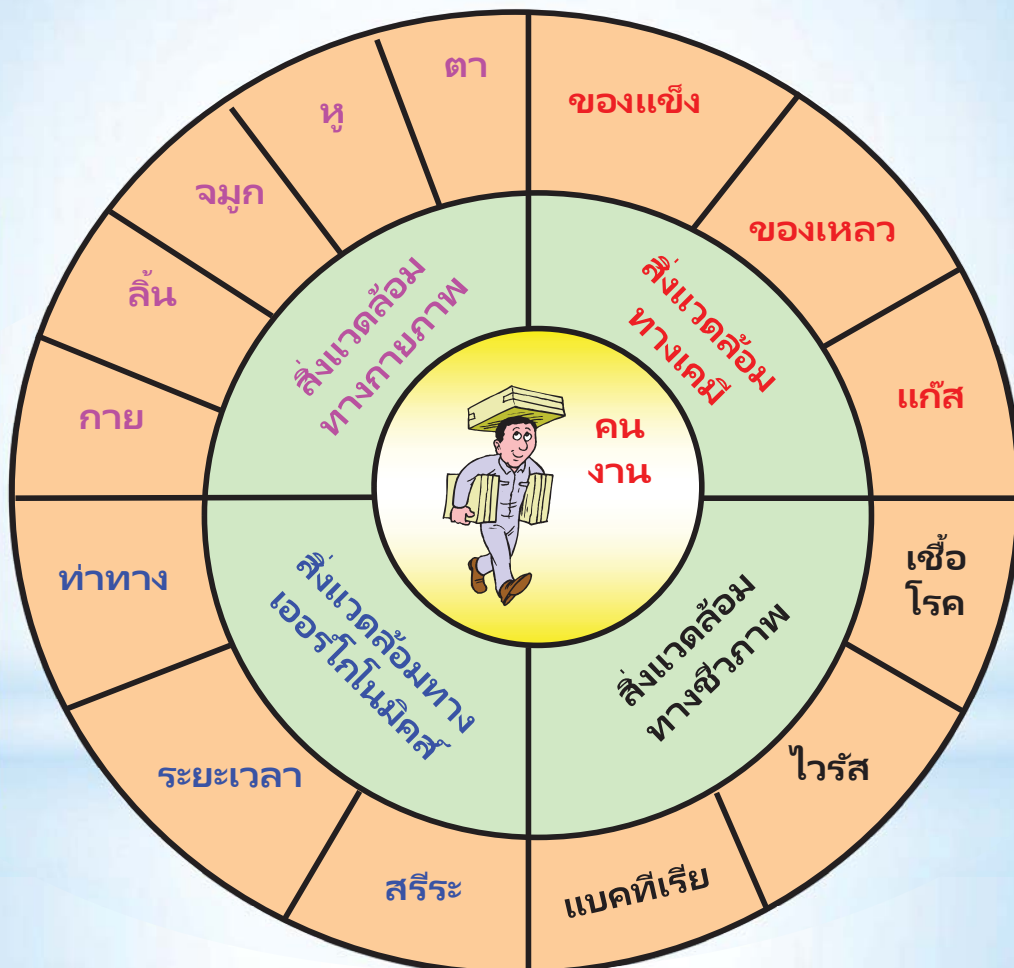 ตา
หู
จมูก
ลิ้น
กาย
สิ่งแวดล้อม
ทางกายภาพ
ของแข็ง
ของเหลว
แก๊ส
สิ่งแวดล้อม
ทางเคมี
คน
งาน
ท่าทาง
ระยะเวลา
สรีระ
สิ่งแวดล้อมทาง
เออร์โกโนมิคส์
เชื้อ
โรค
ไวรัส
แบคทีเรีย
สิ่งแวดล้อม
ทางชีวภาพ